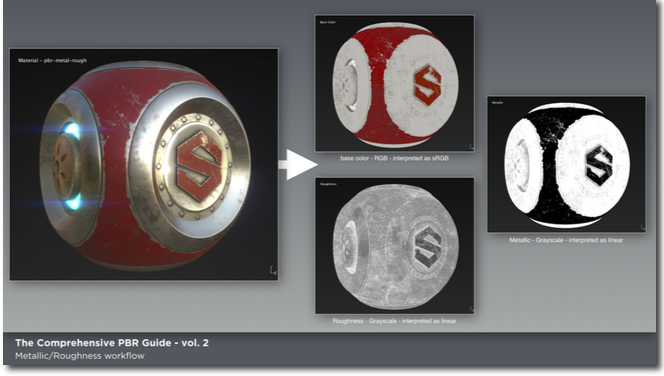 Material - pbr-metal-rough
Base Color
base color - RGB - interpreted as sRGB
Roughness
Roughness - Grayscale - interpreted as linear
Metallic
Metallic - Grayscale - interpreted as linear
The Comprehensive PBR Guide - vol. 2
Metallic/Roughness workflow